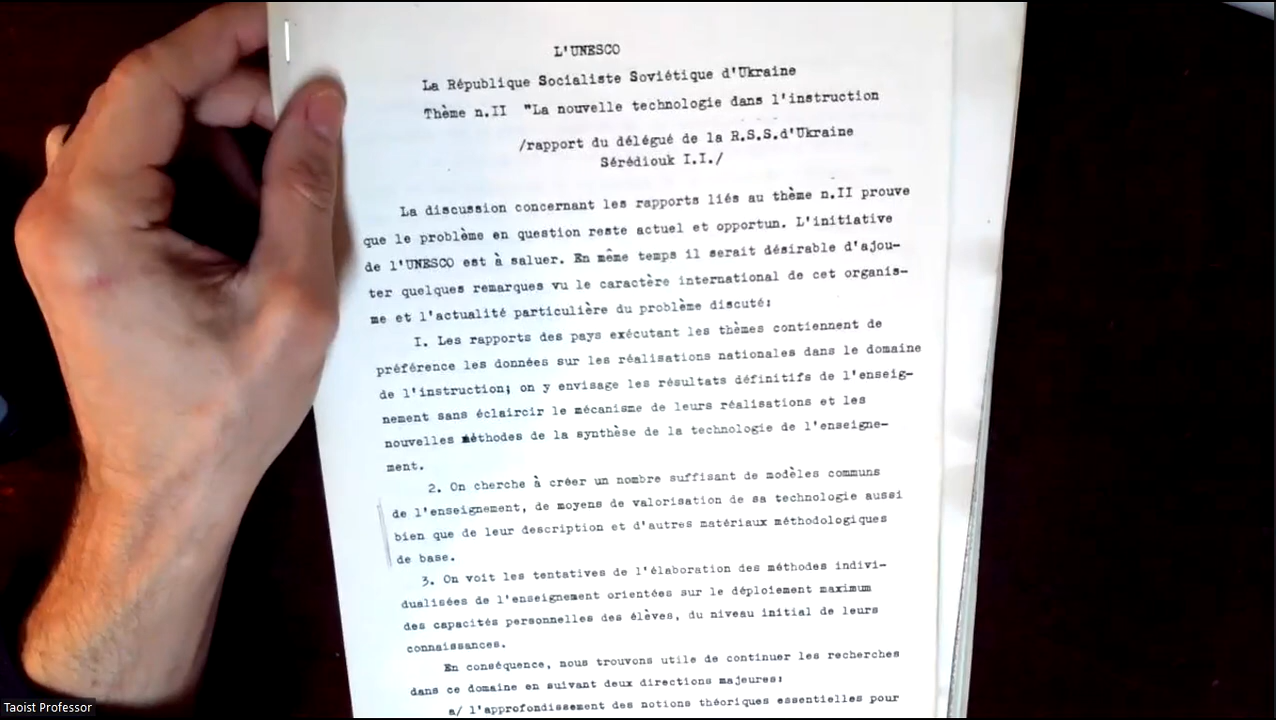 L'UNESCO
La République Socialiste Soviétique d'Ukraine
Thème n.II "La nouvelle technologie dans l'instruction
/rapport du délégué de la R.S.S.d'Ukraine
Sérédiouk I.I./
La discussion concernant les rapports liés au thème n.II prouve
que le problème en question reste actuel et opportun. L'initiative
de l'UNESCO est à saluer. En même temps il serait désirable d'ajou-
ter quelques remarques vu le caractère international de cet organis-
me et l'actualité particulière du problème discuté:
I. Les rapports des pays exécutant les thèmes contiennent de
préférence les données sur les réalisations nationales dans le domaine
de l'instruction; on y envisage les résultats définitifs de l'enseig-
nement sans éclaircir le mécanisme de leurs réalisations et les
nouvelles méthodes de la synthèse de la technologie de l'enseigne-
ment.
2. On cherche à créer un nombre suffisant de modèles communs
de l'enseignement, de moyens de valorisation de sa technologie aussi
bien que de leur description et d'autres matériaux méthodologiques
de base.
3. On voit les tentatives de l'élaboration des méthodes indivi-
dualisées de l'enseignement orientées sur le déploiement maximum
des capacités personnelles des élèves, du niveau initial de leurs
connaissances.
En conséquence, nous trouvons utile de continuer les recherches
dans ce domaine en suivant deux directions majeures:
a/ l'approfondissement des notions théoriques essentielles pour
Taoist Professor